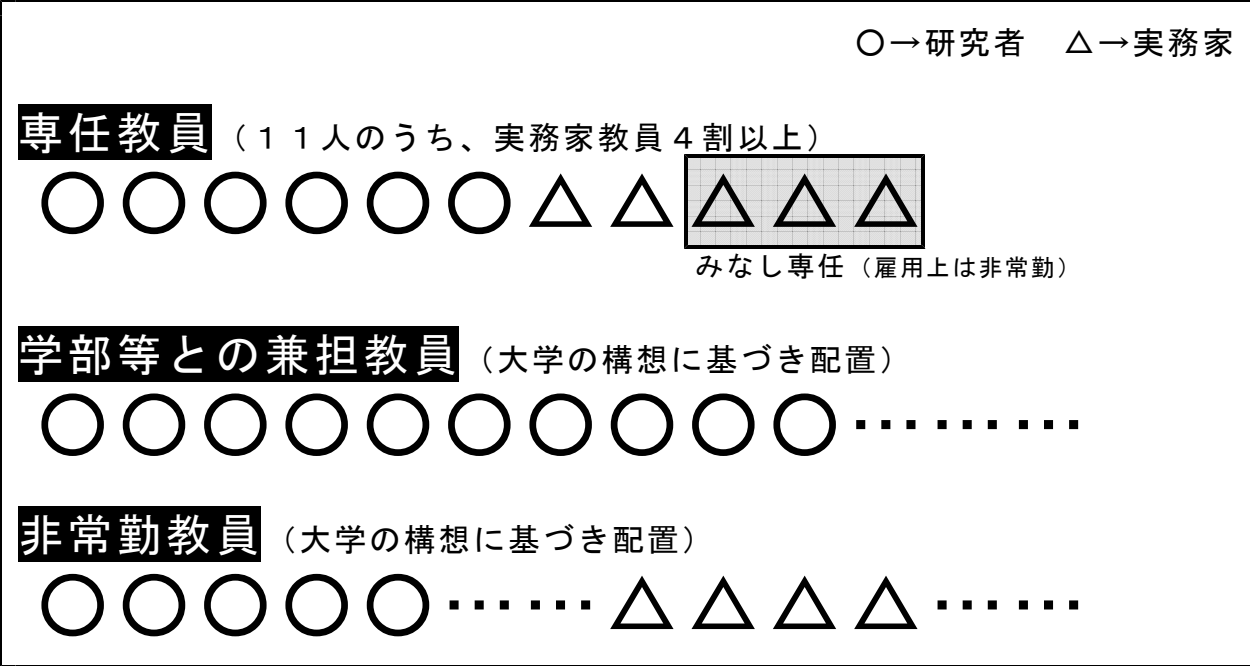 ○→研究者　△→実務家
専任教員（１１人のうち、実務家教員４割以上）
○○○○○○△△△△△
みなし専任（雇用上は非常勤）
学部等との兼担教員（大学の構想に基づき配置）
○○○○○○○○○○………
非常勤教員（大学の構想に基づき配置）
○○○○○……△△△△……